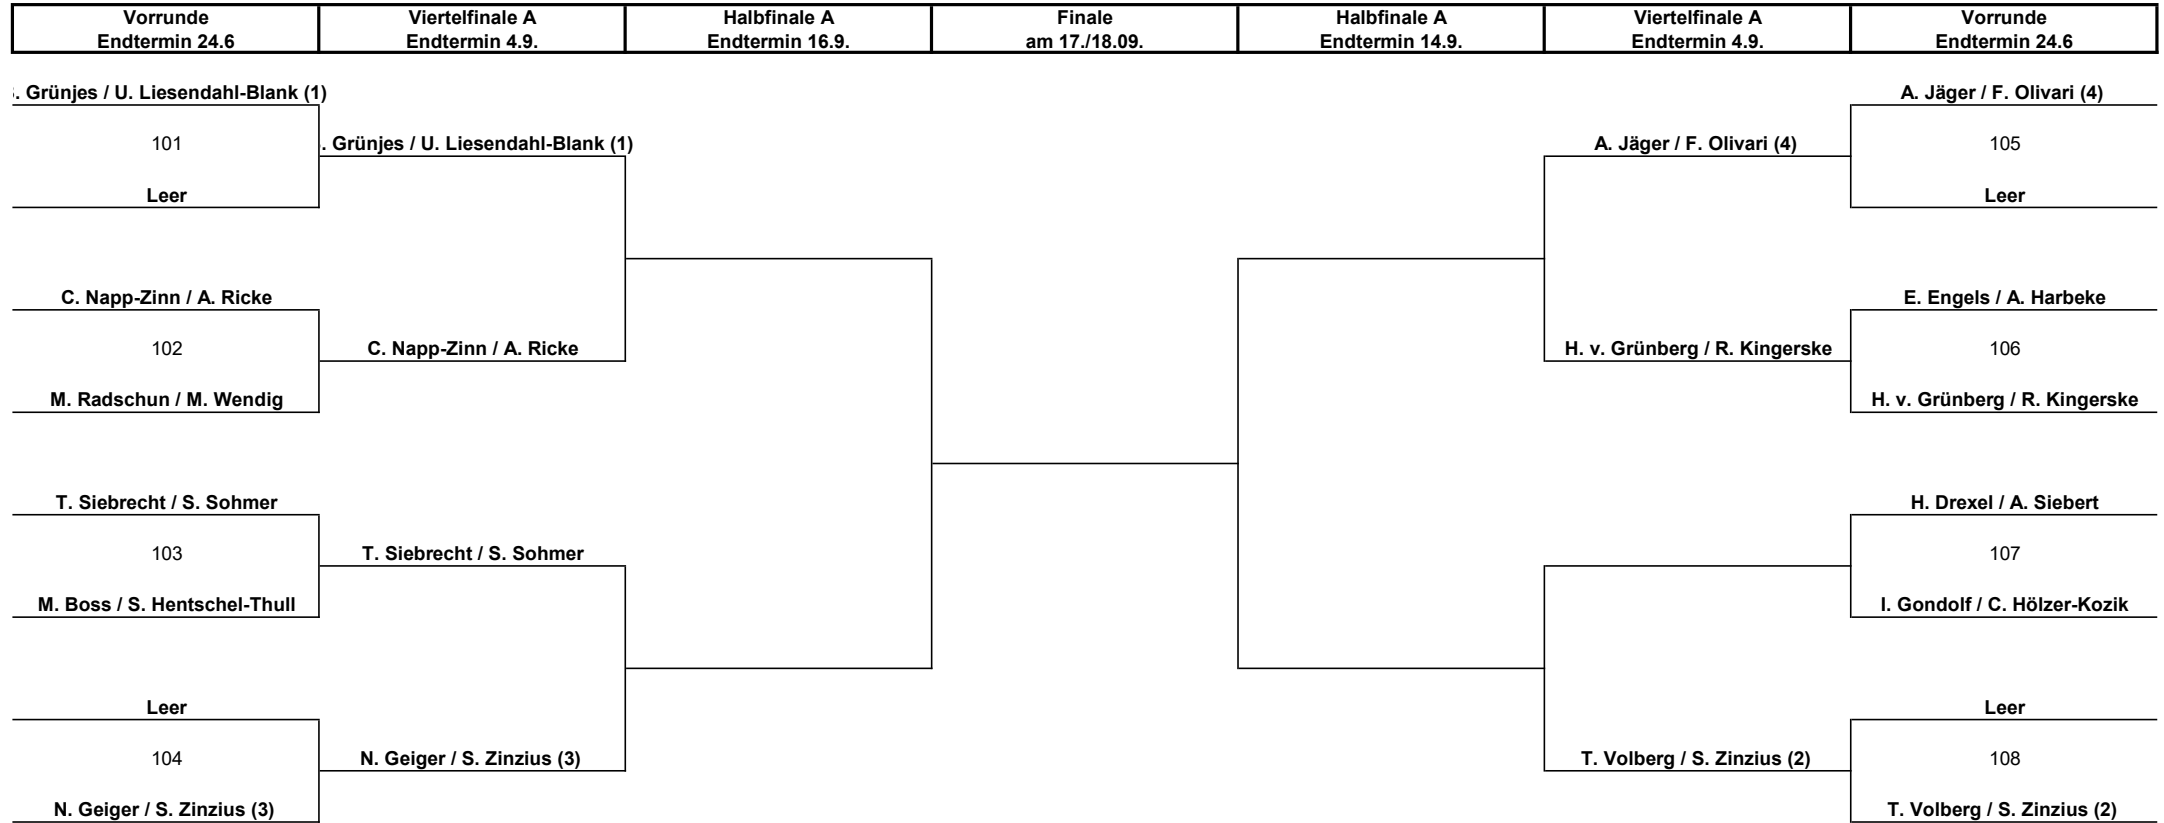 Vorrunde Viertelfinale A Halbfinale A Finale Halbfinale A Viertelfinale A Vorrunde
Endtermin 24.6 Endtermin 4.9. Endtermin 16.9. am 17./18.09. Endtermin 14.9. Endtermin 4.9. Endtermin 24.6
. Grünjes / U. Liesendahl-Blank (1) A. Jäger / F. Olivari (4)
101 . Grünjes / U. Liesendahl-Blank (1) A. Jäger / F. Olivari (4) 105
Leer Leer
C. Napp-Zinn / A. Ricke E. Engels / A. Harbeke
102 C. Napp-Zinn / A. Ricke H. v. Grünberg / R. Kingerske 106
M. Radschun / M. Wendig H. v. Grünberg / R. Kingerske
T. Siebrecht / S. Sohmer H. Drexel / A. Siebert
103 T. Siebrecht / S. Sohmer 107
M. Boss / S. Hentschel-Thull I. Gondolf / C. Hölzer-Kozik
Leer Leer
104 N. Geiger / S. Zinzius (3) T. Volberg / S. Zinzius (2) 108
N. Geiger / S. Zinzius (3) T. Volberg / S. Zinzius (2)